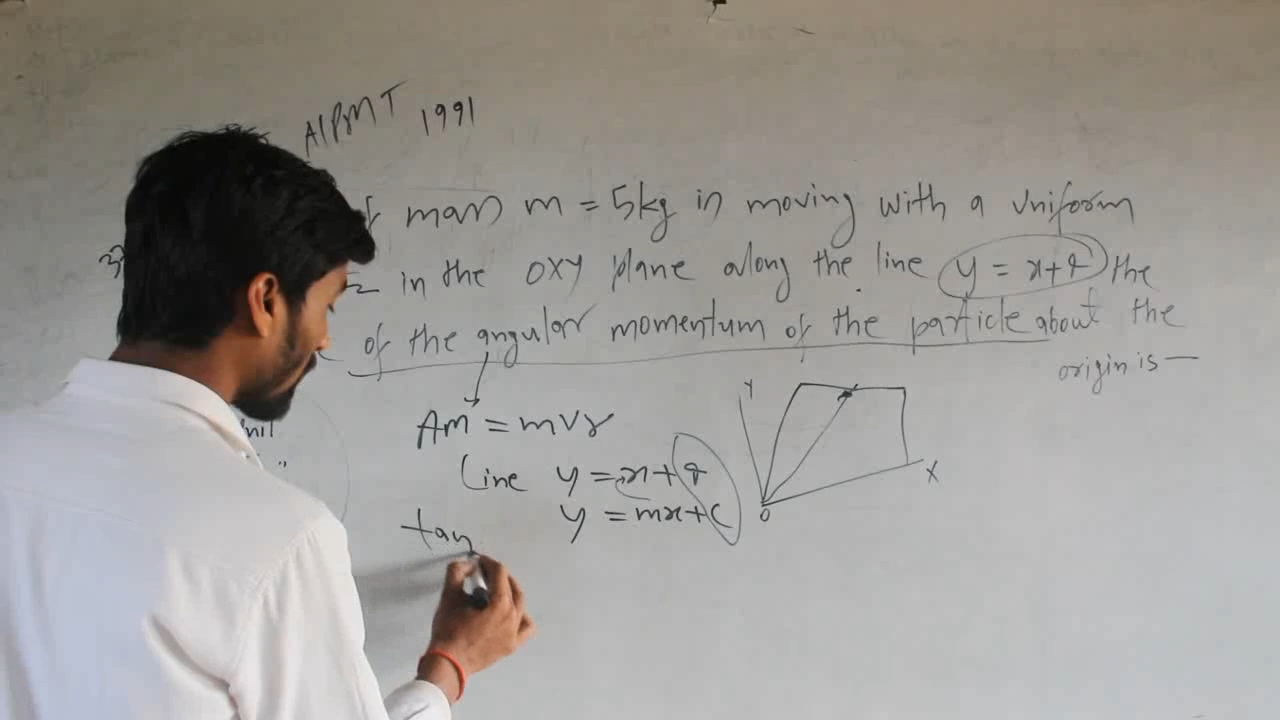 AIPMT 1991
mass m = 5kg is moving with a uniform
in the OXY plane along the line y = x+4 the
of the angular momentum of the particle about the
origin is —
Am = mvr
Line y = x+4
y = mx+c
tan
Y
X
O